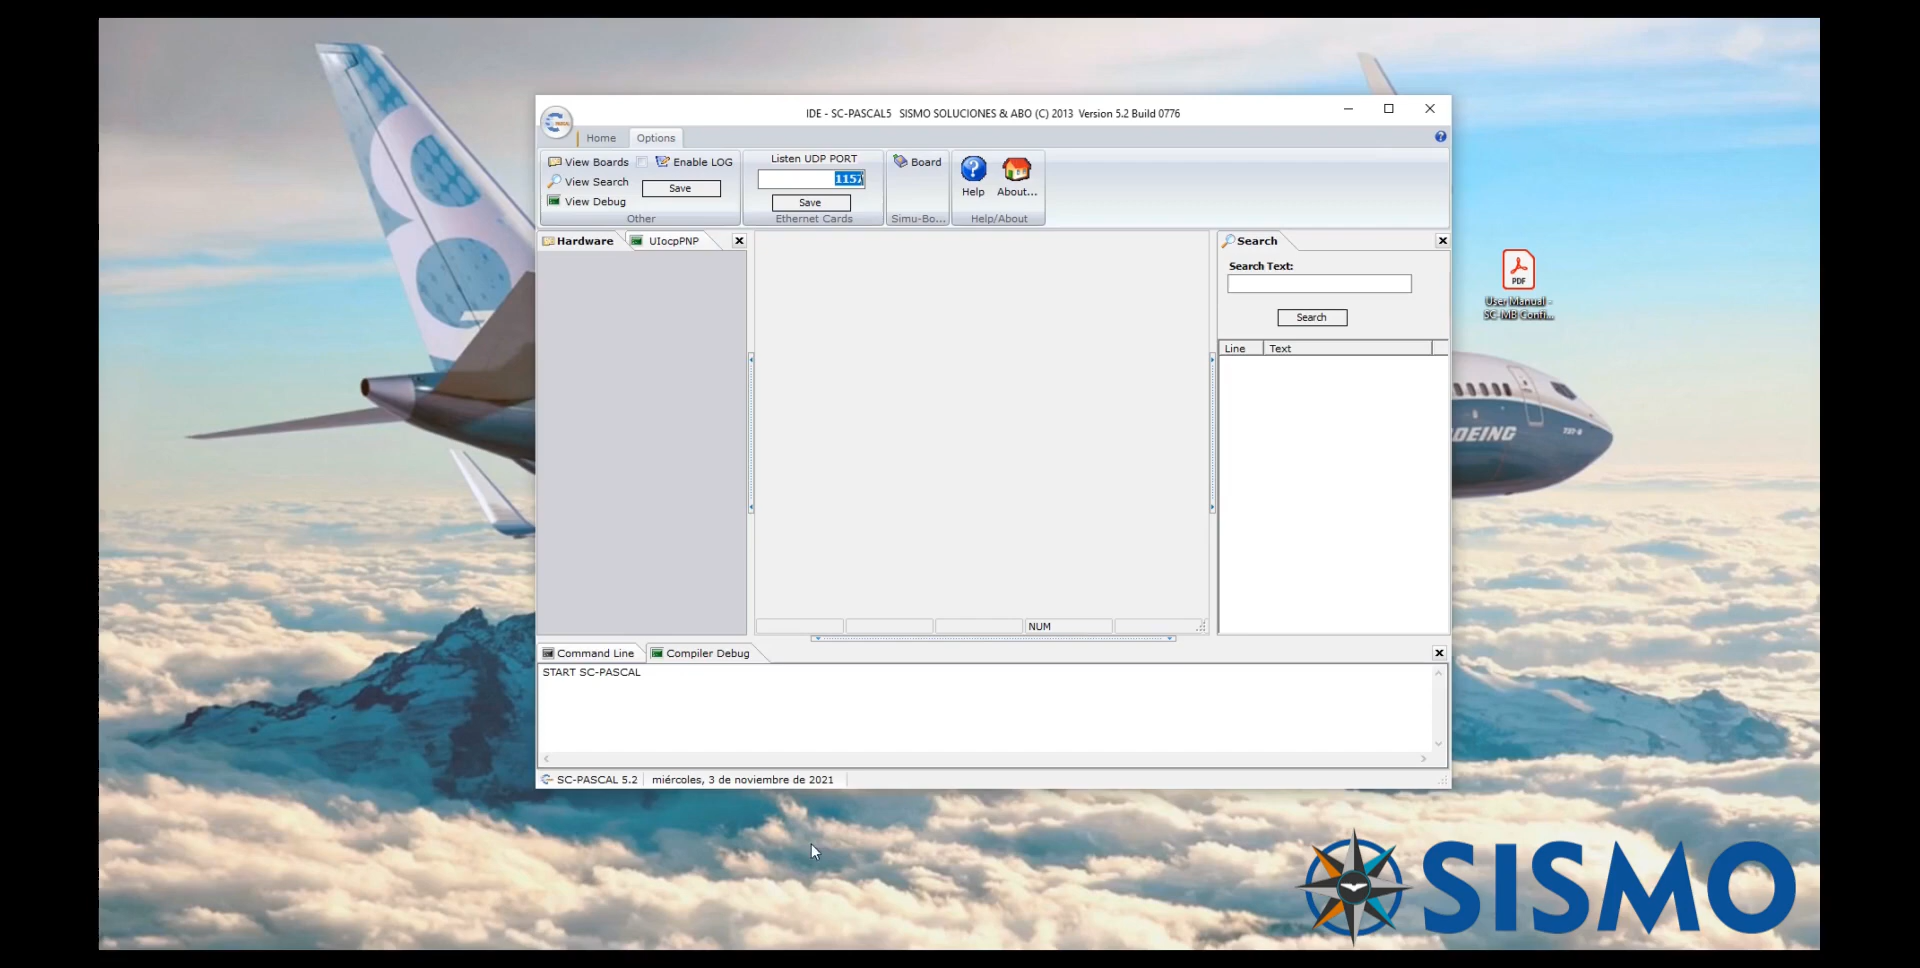 IDE - SC-PASCAL5 SISMO SOLUCIONES & ABO (C) 2013 Version 5.2 Build 0776
Home
Options
View Boards
Enable LOG
View Search
Save
View Debug
Other
Listen UDP PORT
1157
Save
Ethernet Cards
Board
Simu-Bo...
Help
About...
Help/About
Hardware
UIocpPNP
Search
Search Text:
Search
Line
Text
NUM
Command Line
Compiler Debug
START SC-PASCAL
SC-PASCAL 5.2
miércoles, 3 de noviembre de 2021
PDF
User Manual -
SC-MB Confi...
OEING
SISMO